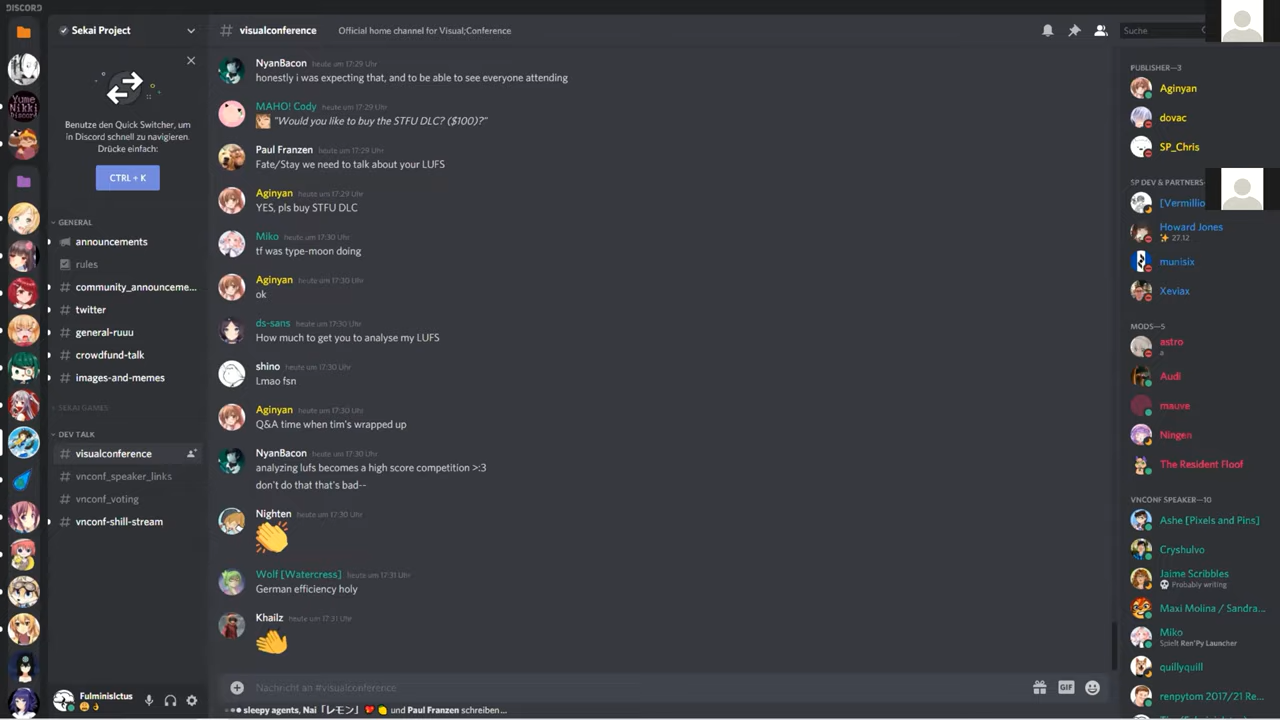 DISCORD
Sekai Project
Benutze den Quick Switcher, um
in Discord schnell zu navigieren.
Drücke einfach:
CTRL + K
GENERAL
announcements
rules
community_announceme...
twitter
general-ruuu
crowdfund-talk
images-and-memes
SEKAI GAMES
DEV TALK
visualconference
vnconf_speaker_links
vnconf_voting
vnconf-shill-stream
FulminisIctus
Yume
Nikki
Discord
# visualconference Official home channel for Visual;Conference
Suche
NyanBacon heute um 17:29 Uhr
honestly i was expecting that, and to be able to see everyone attending
MAHO! Cody heute um 17:29 Uhr
"Would you like to buy the STFU DLC? ($100)?"
Paul Franzen heute um 17:29 Uhr
Fate/Stay we need to talk about your LUFS
Aginyan heute um 17:29 Uhr
YES, pls buy STFU DLC
Miko heute um 17:30 Uhr
tf was type-moon doing
Aginyan heute um 17:30 Uhr
ok
ds-sans heute um 17:30 Uhr
How much to get you to analyse my LUFS
shino heute um 17:30 Uhr
Lmao fsn
Aginyan heute um 17:30 Uhr
Q&A time when tim's wrapped up
NyanBacon heute um 17:30 Uhr
analyzing lufs becomes a high score competition >:3
don't do that that's bad--
Nighten heute um 17:30 Uhr
Wolf [Watercress] heute um 17:31 Uhr
German efficiency holy
Khailz heute um 17:31 Uhr
Nachricht an #visualconference
GIF
sleepy agents, Nai「レモン」 und Paul Franzen schreiben...
PUBLISHER—3
Aginyan
dovac
SP_Chris
SP DEV & PARTNERS
[Vermillio
Howard Jones
27.12
munisix
Xeviax
MODS—5
astro
a
Audi
mauve
Ningen
The Resident Floof
VNCONF SPEAKER—10
Ashe [Pixels and Pins]
Cryshulvo
Jaime Scribbles
Probably writing
Maxi Molina / Sandra...
Miko
Spielt Ren'Py Launcher
quillyquill
renpytom 2017/21 Re...